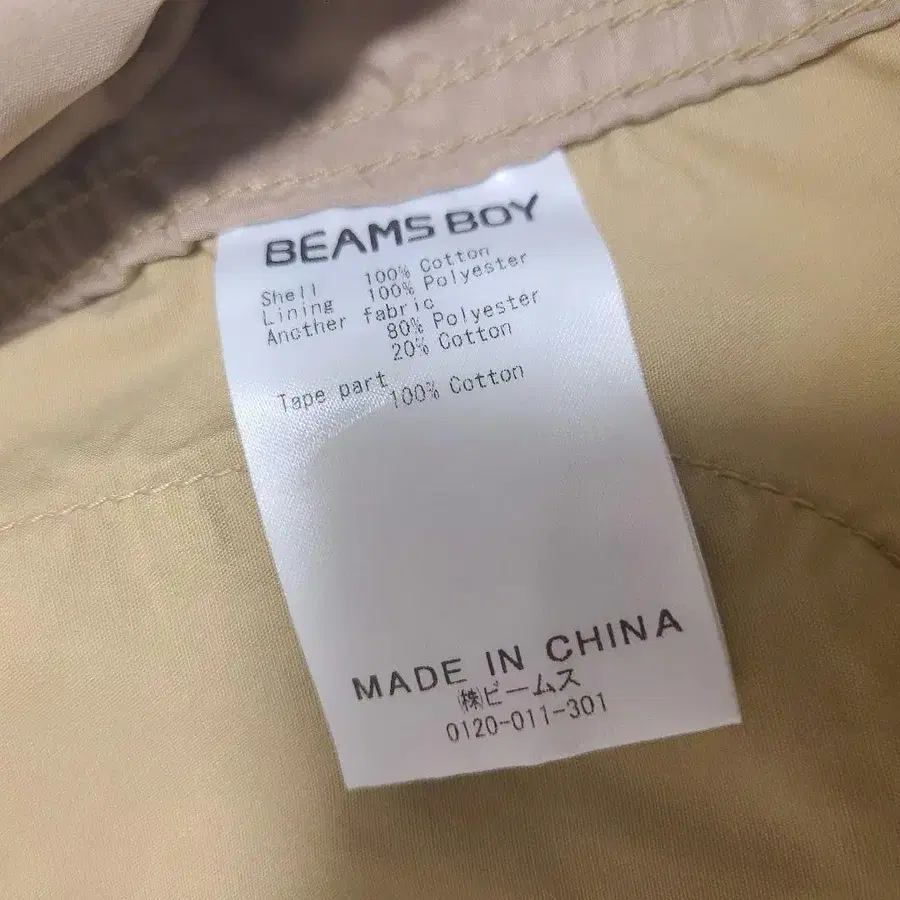 BEAMS BOY
Shell 100% Cotton
Lining 100% Polyester
Another fabric
80% Polyester
20% Cotton
Tape part
100% Cotton
MADE IN CHINA
㈱ビームス
0120-011-301